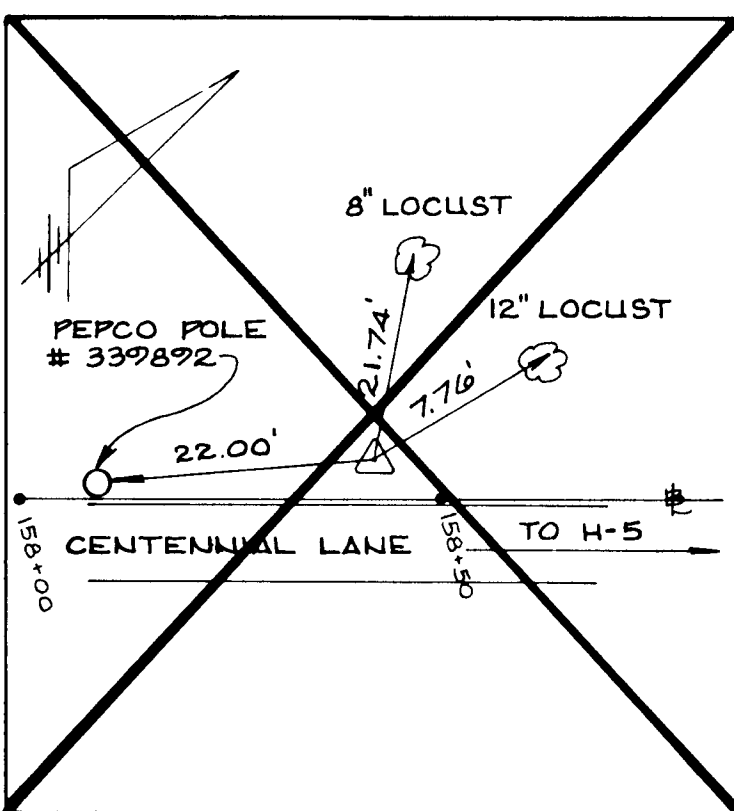 8" LOCUST
12" LOCUST
PEPCO POLE
# 339892
21.74'
7.76'
22.00'
158+00
CENTENNIAL LANE
158+50
TO H-5